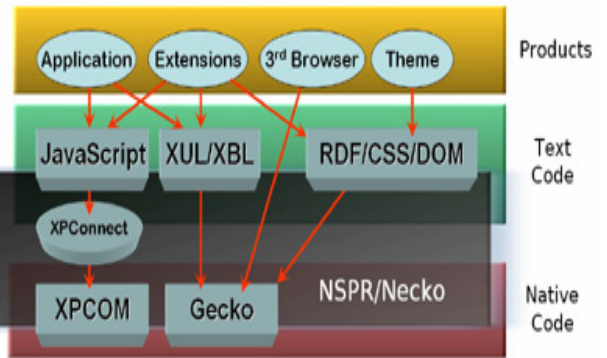 Application Extensions 3rd Browser Theme
Products
JavaScript XUL/XBL RDF/CSS/DOM
Text
Code
XPConnect
XPCOM Gecko NSPR/Necko
Native
Code